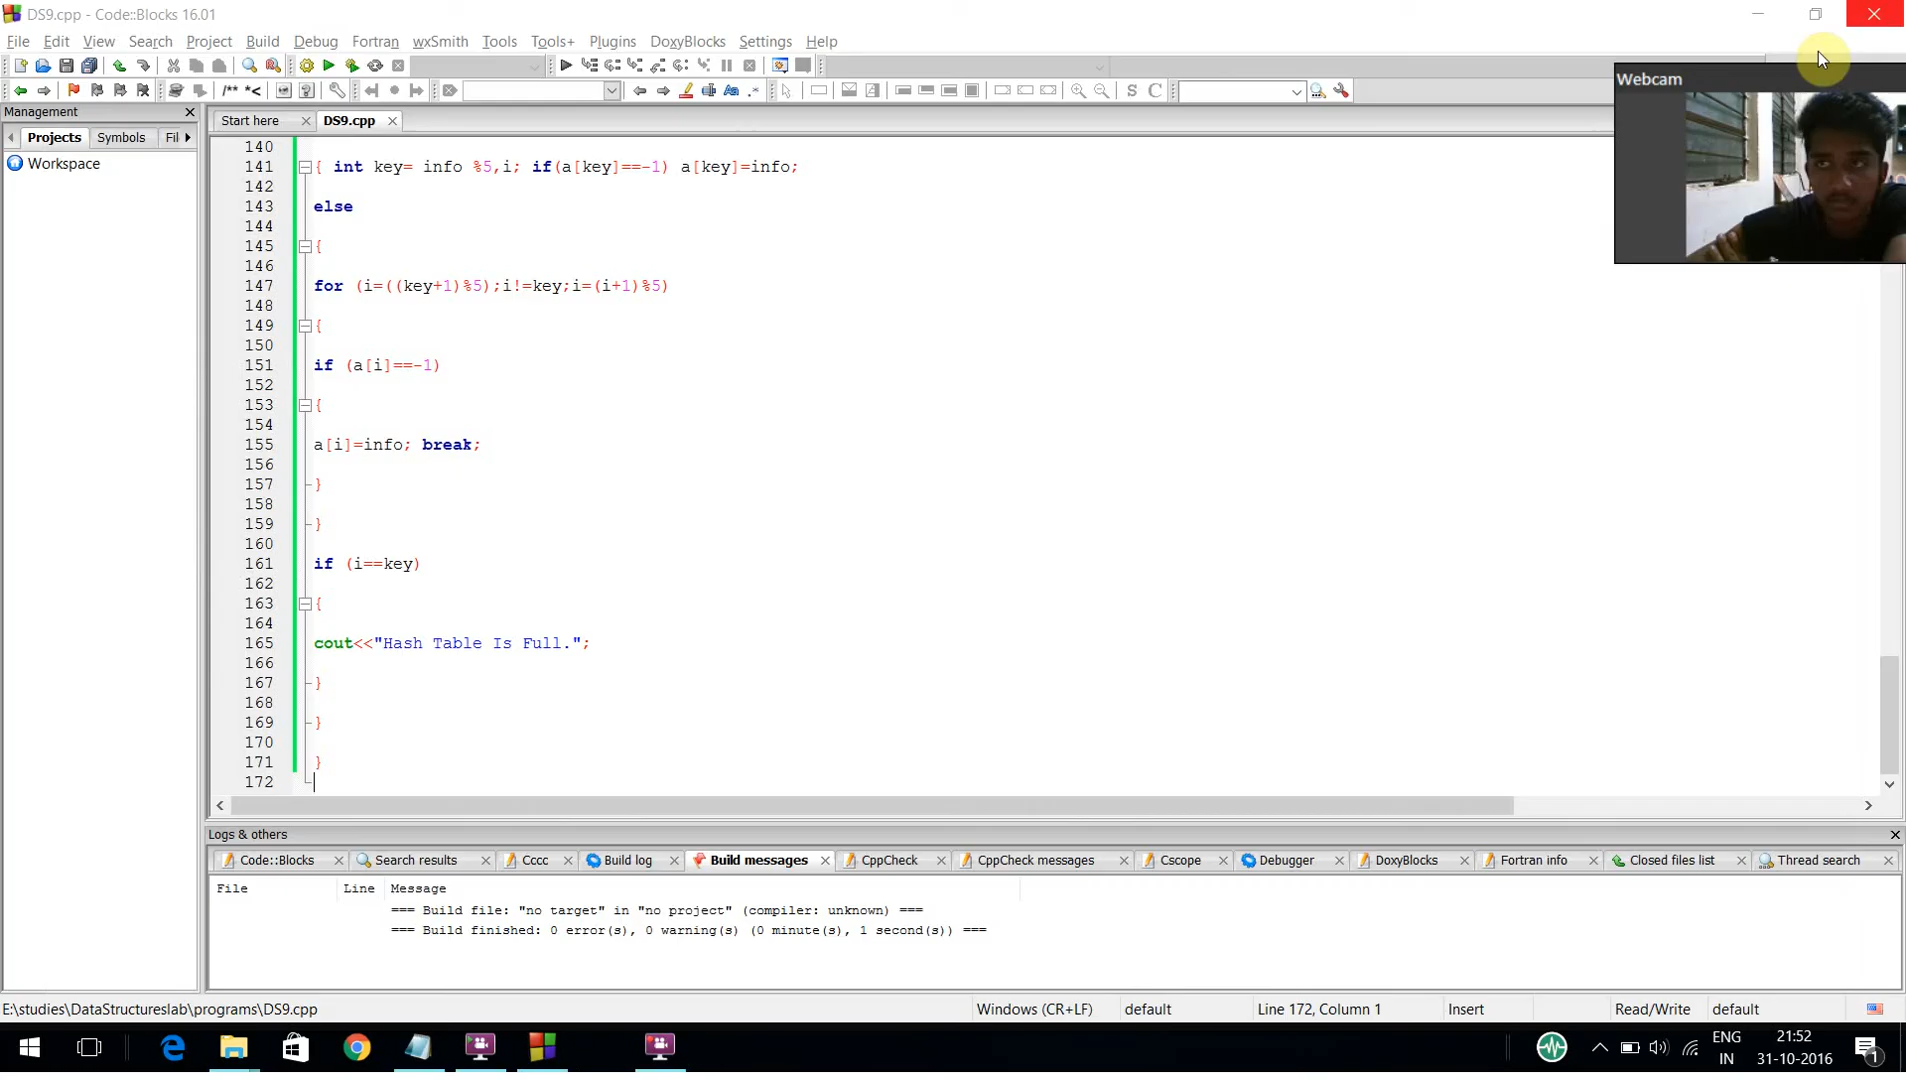 DS9.cpp - Code::Blocks 16.01
File Edit View Search Project Build Debug Fortran wxSmith Tools Tools+ Plugins DoxyBlocks Settings Help
/** *<
S C
Management
Projects Symbols Fil
Workspace
Start here DS9.cpp
Webcam
140
141 { int key= info %5,i; if(a[key]==-1) a[key]=info;
142
143 else
144
145 {
146
147 for (i=((key+1)%5);i!=key;i=(i+1)%5)
148
149 {
150
151 if (a[i]==-1)
152
153 {
154
155 a[i]=info; break;
156
157 }
158
159 }
160
161 if (i==key)
162
163 {
164
165 cout<<"Hash Table Is Full.";
166
167 }
168
169 }
170
171 }
172
Logs & others
Code::Blocks Search results Cccc Build log Build messages CppCheck CppCheck messages Cscope Debugger DoxyBlocks Fortran info Closed files list Thread search
File Line Message
=== Build file: "no target" in "no project" (compiler: unknown) ===
=== Build finished: 0 error(s), 0 warning(s) (0 minute(s), 1 second(s)) ===
E:\studies\DataStructureslab\programs\DS9.cpp Windows (CR+LF) default Line 172, Column 1 Insert Read/Write default
ENG
IN
21:52
31-10-2016
1